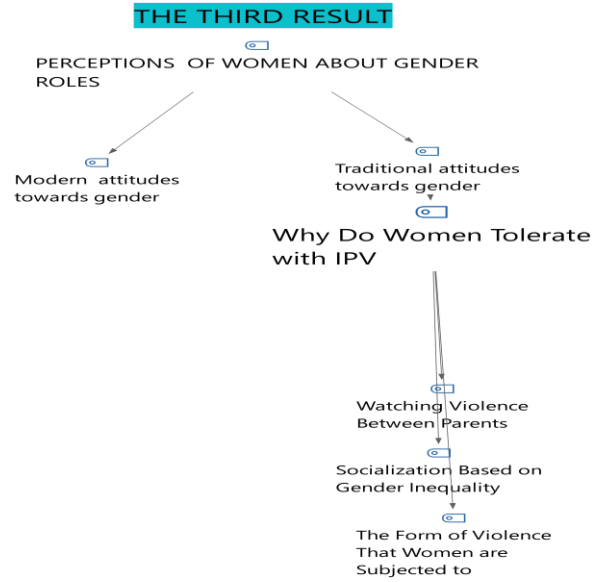 THE THIRD RESULT
PERCEPTIONS OF WOMEN ABOUT GENDER
ROLES
Modern attitudes
towards gender
Traditional attitudes
towards gender
Why Do Women Tolerate
with IPV
Watching Violence
Between Parents
Socialization Based on
Gender Inequality
The Form of Violence
That Women are
Subjected to